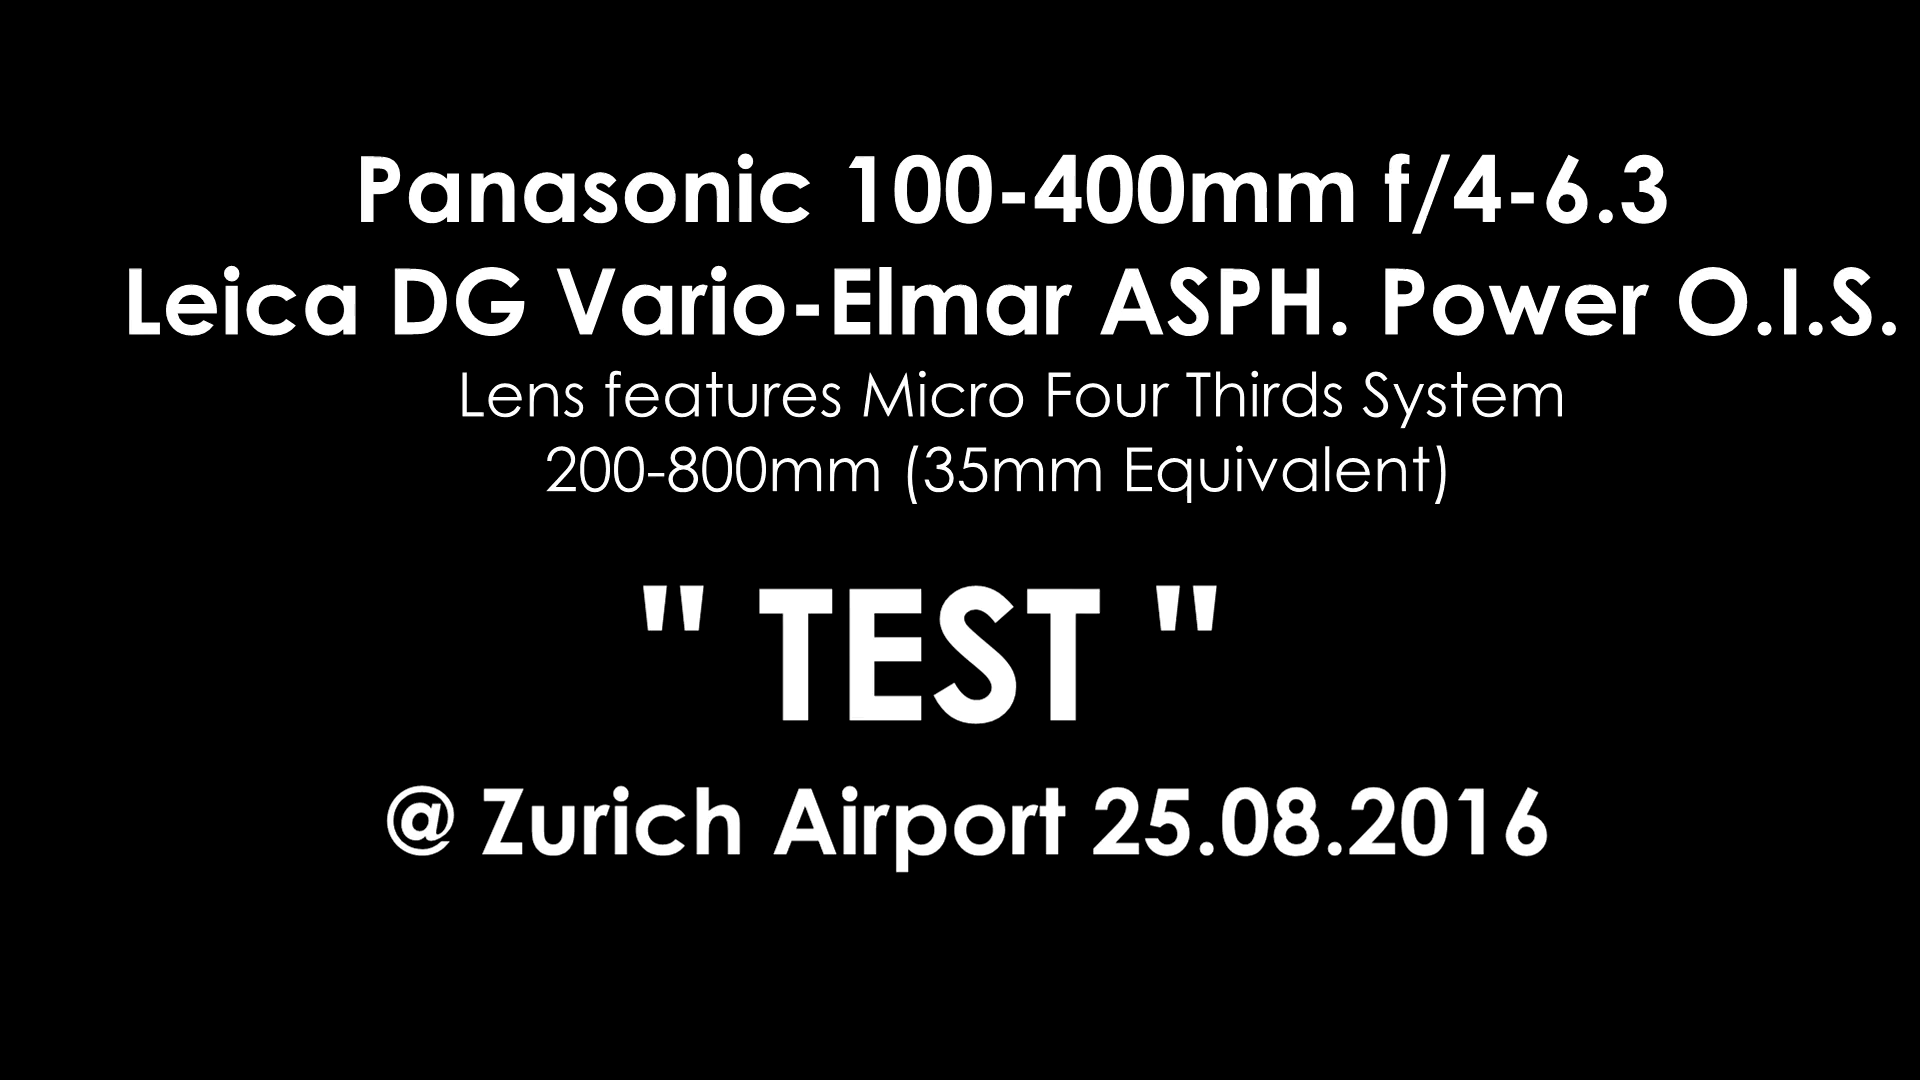 Panasonic 100-400mm f/4-6.3
Leica DG Vario-Elmar ASPH. Power O.I.S.
Lens features Micro Four Thirds System
200-800mm (35mm Equivalent)
" TEST "
@ Zurich Airport 25.08.2016